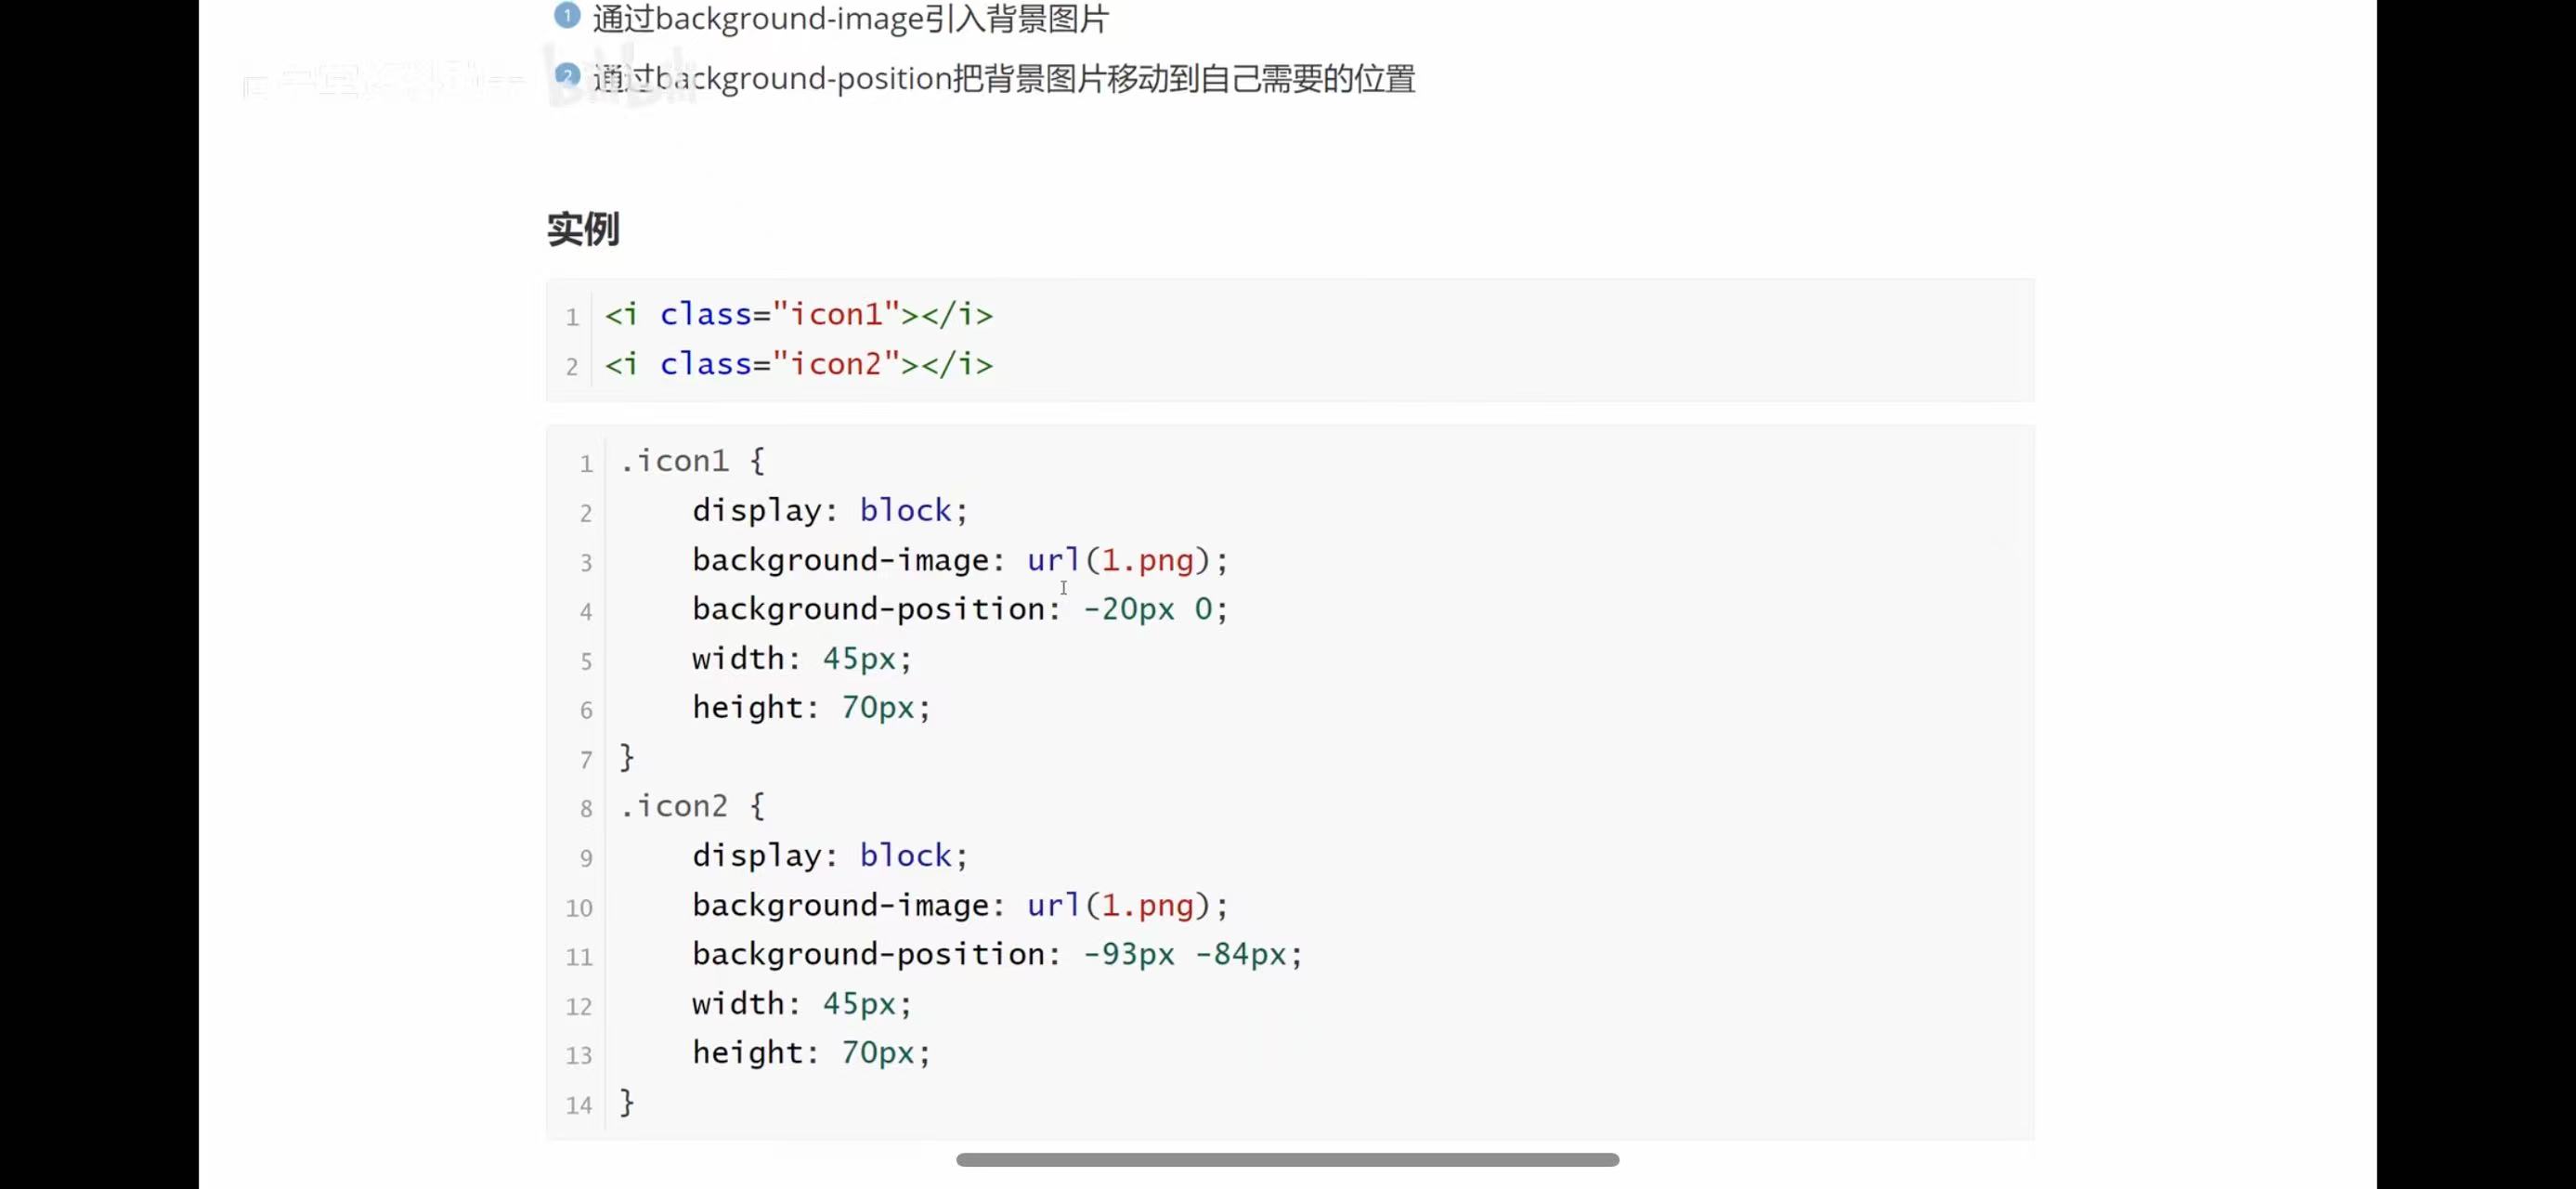 1 通过background-image引入背景图片
2 通过background-position把背景图片移动到自己需要的位置
bilibili
实例
1 <i class="icon1"></i>
2 <i class="icon2"></i>
1 .icon1 {
2 display: block;
3 background-image: url(1.png);
4 background-position: -20px 0;
5 width: 45px;
6 height: 70px;
7 }
8 .icon2 {
9 display: block;
10 background-image: url(1.png);
11 background-position: -93px -84px;
12 width: 45px;
13 height: 70px;
14 }